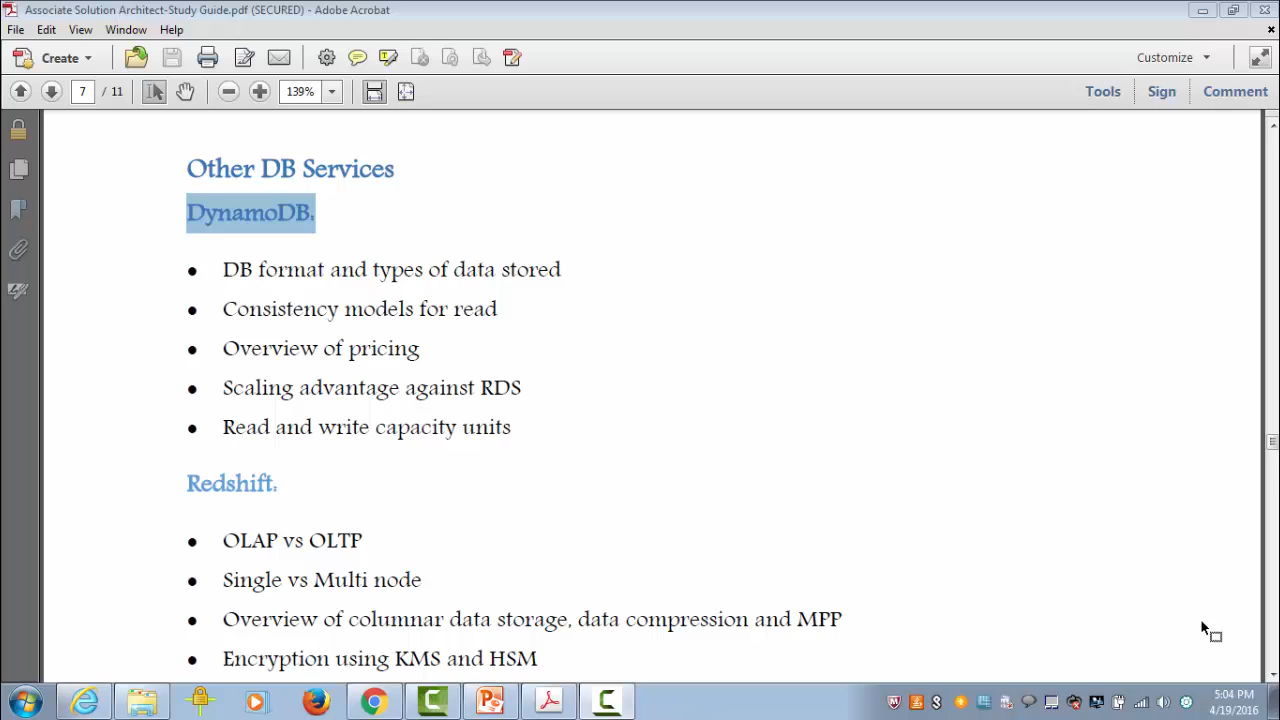 Associate Solution Architect-Study Guide.pdf (SECURED) - Adobe Acrobat
File Edit View Window Help
Create Customize
7 / 11 139% Tools Sign Comment
Other DB Services
DynamoDB:
DB format and types of data stored
Consistency models for read
Overview of pricing
Scaling advantage against RDS
Read and write capacity units
Redshift:
OLAP vs OLTP
Single vs Multi node
Overview of columnar data storage, data compression and MPP
Encryption using KMS and HSM
5:04 PM
4/19/2016